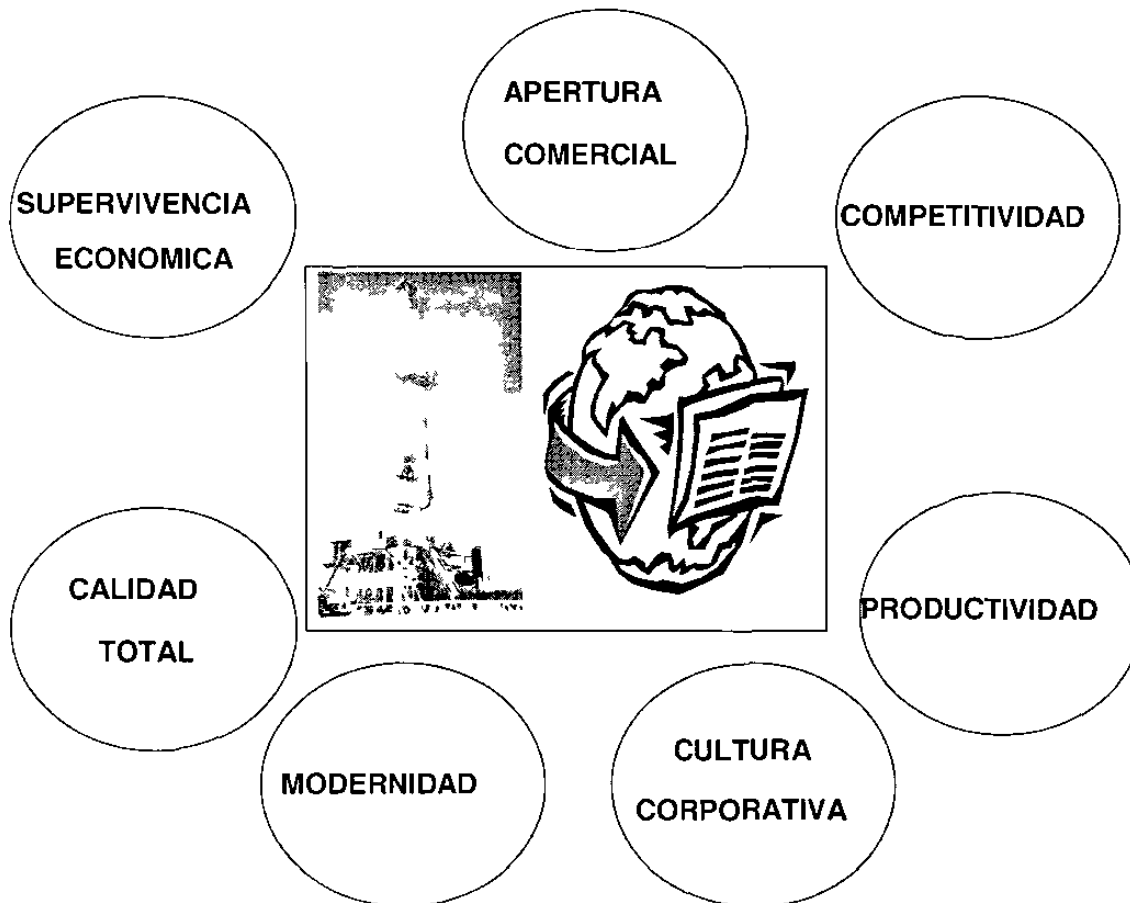 APERTURA
COMERCIAL
SUPERVIVENCIA
ECONOMICA
COMPETITIVIDAD
CALIDAD
TOTAL
PRODUCTIVIDAD
MODERNIDAD
CULTURA
CORPORATIVA